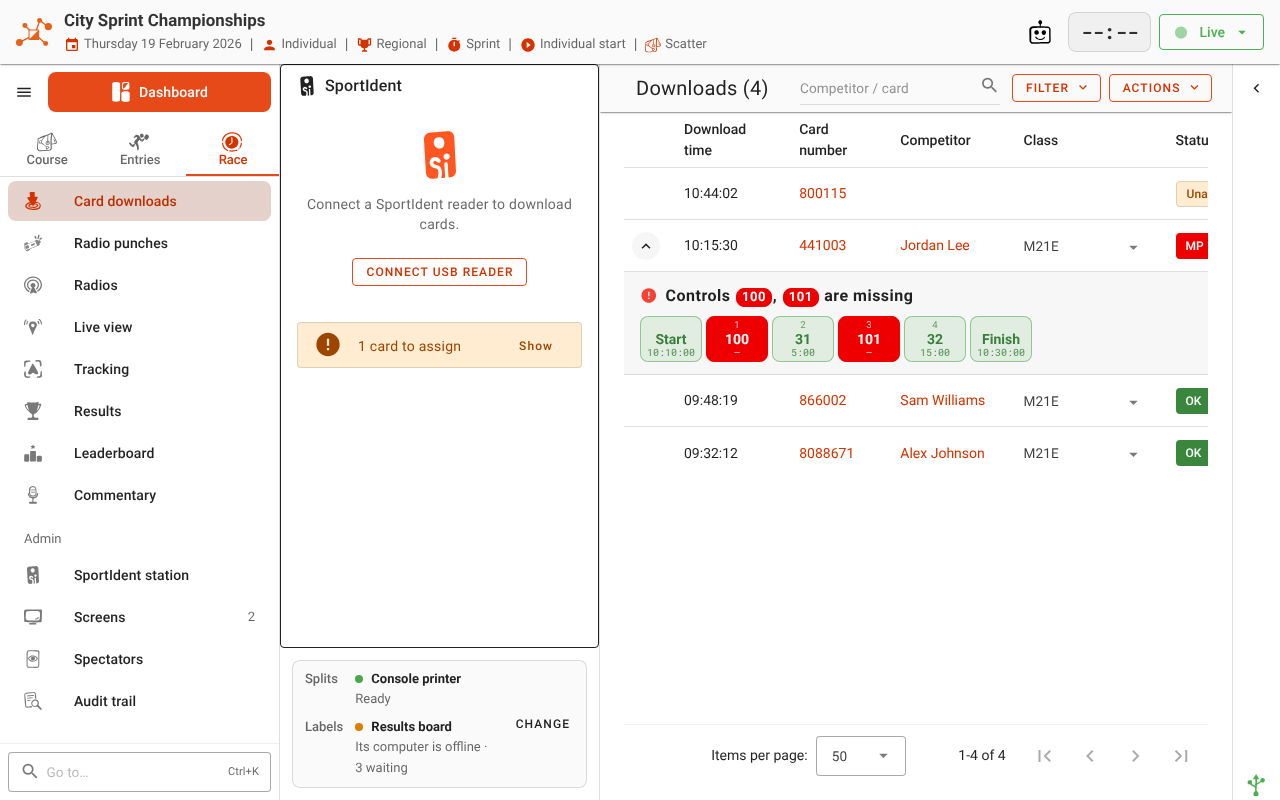 City Sprint Championships
Thursday 19 February 2026 | Individual | Regional | Sprint | Individual start | Scatter
--:--
Live
Dashboard
Course
Entries
Race
Card downloads
Radio punches
Radios
Live view
Tracking
Results
Leaderboard
Commentary
Admin
SportIdent station
Screens 2
Spectators
Audit trail
Go to... Ctrl+K
SportIdent
Si
Connect a SportIdent reader to download
cards.
CONNECT USB READER
1 card to assign Show
Splits Console printer
Ready
Labels Results board CHANGE
Its computer is offline ·
3 waiting
Downloads (4)
Competitor / card
FILTER
ACTIONS
Download time Card number Competitor Class Statu
10:44:02 800115 Una
10:15:30 441003 Jordan Lee M21E MP
Controls 100, 101 are missing
Start 10:10:00
1 100 –
2 31 5:00
3 101 –
4 32 15:00
Finish 10:30:00
09:48:19 866002 Sam Williams M21E OK
09:32:12 8088671 Alex Johnson M21E OK
Items per page: 50 1-4 of 4